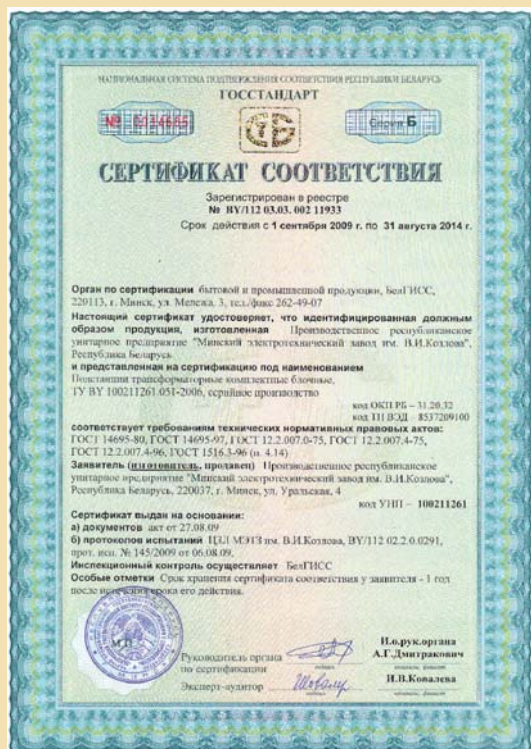 НАЦИОНАЛЬНАЯ СИСТЕМА ПОДТВЕРЖДЕНИЯ СООТВЕТСТВИЯ РЕСПУБЛИКИ БЕЛАРУСЬ
ГОССТАНДАРТ
№
Серия Б
СЕРТИФИКАТ СООТВЕТСТВИЯ
Зарегистрирован в реестре
№ BY/112 03.03. 002 11933
Срок действия с 1 сентября 2009 г. по 31 августа 2014 г.
Орган по сертификации бытовой и промышленной продукции, БелГИСС,
220113, г. Минск, ул. Мележа, 3, тел./факс 262-49-07
Настоящий сертификат удостоверяет, что идентифицированная должным
образом продукция, изготовленная Производственное республиканское
унитарное предприятие "Минский электротехнический завод им. В.И.Козлова",
Республика Беларусь
и представленная на сертификацию под наименованием
Подстанции трансформаторные комплектные блочные,
ТУ BY 100211261.051-2006, серийное производство
код ОКП РБ – 31.20.32
код ТН ВЭД – 8537209100
соответствует требованиям технических нормативных правовых актов:
ГОСТ 14695-80, ГОСТ 14695-97, ГОСТ 12.2.007.0-75, ГОСТ 12.2.007.4-75,
ГОСТ 12.2.007.4-96, ГОСТ 1516.3-96 (п. 4.14)
Заявитель (изготовитель, продавец) Производственное республиканское
унитарное предприятие "Минский электротехнический завод им. В.И.Козлова",
Республика Беларусь, 220037, г. Минск, ул. Уральская, 4
код УНП – 100211261
Сертификат выдан на основании:
а) документов акт от 27.08.09
б) протоколов испытаний ЦЗЛ МЭТЗ им. В.И.Козлова, BY/112 02.2.0.0291,
прот. исп. № 145/2009 от 06.08.09.
Инспекционный контроль осуществляет БелГИСС
Особые отметки Срок хранения сертификата соответствия у заявителя - 1 год
после истечения срока его действия.
М.П.
Руководитель органа
по сертификации
И.о.рук.органа
А.Г.Дмитракович
Эксперт-аудитор
И.В.Ковалева